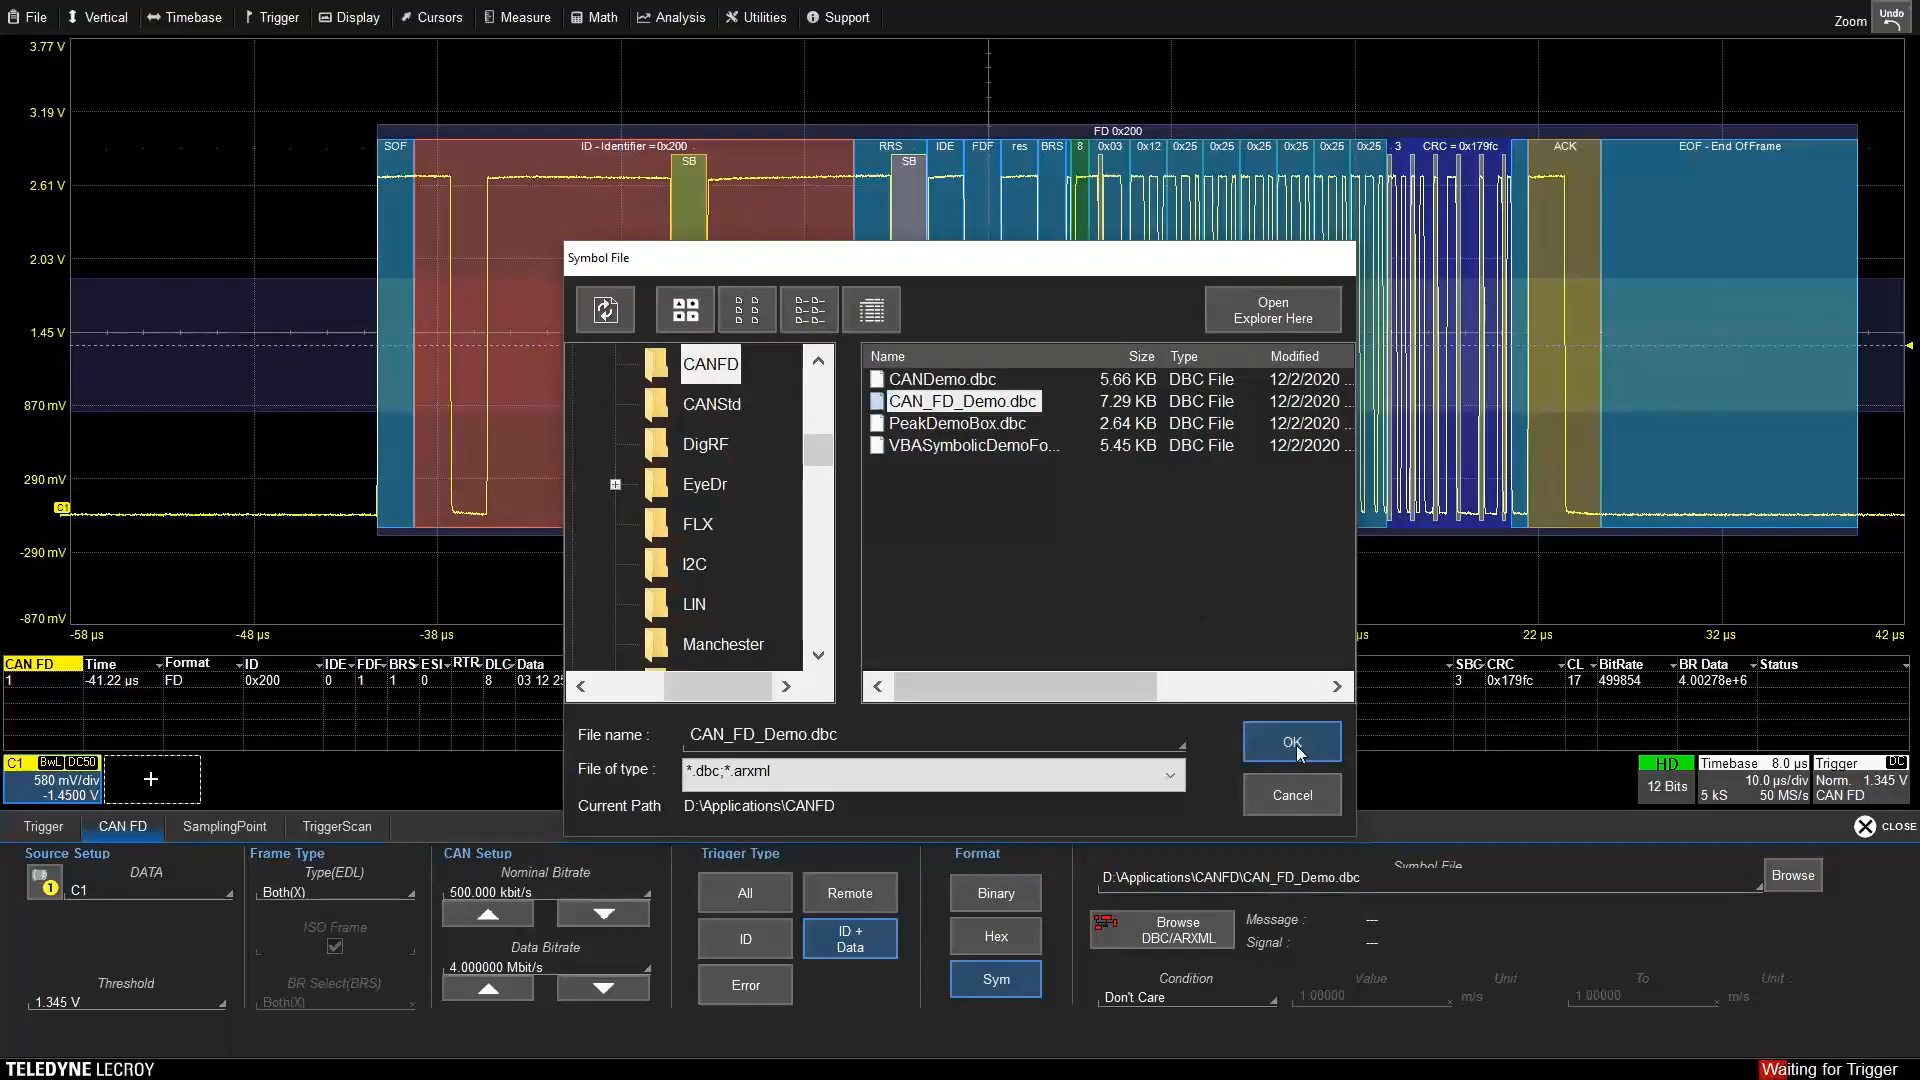 File Vertical Timebase Trigger Display Cursors Measure Math Analysis Utilities Support
Zoom Undo
3.77 V
3.19 V
2.61 V
2.03 V
1.45 V
870 mV
290 mV
-290 mV
-870 mV
C1
FD 0x200
SOF ID - Identifier = 0x200 RRS IDE FDF res BRS 8 0x03 0x12 0x25 0x25 0x25 0x25 0x25 0x25 3 CRC = 0x179fc ACK EOF - End Of Frame
SB SB
-58 µs -48 µs -38 µs µs 22 µs 32 µs 42 µs
Symbol File
Open
Explorer Here
CANFD
CANStd
DigRF
EyeDr
FLX
I2C
LIN
Manchester
Name Size Type Modified
CANDemo.dbc 5.66 KB DBC File 12/2/2020 ...
CAN_FD_Demo.dbc 7.29 KB DBC File 12/2/2020 ...
PeakDemoBox.dbc 2.64 KB DBC File 12/2/2020 ...
VBASymbolicDemoFo... 5.45 KB DBC File 12/2/2020 ...
File name : CAN_FD_Demo.dbc
File of type : *.dbc;*.arxml
Current Path D:\Applications\CANFD
OK
Cancel
CAN FD Time Format ID IDE FDF BRS ESI RTR DLC Data SBC CRC CL BitRate BR Data Status
1 -41.22 µs FD 0x200 0 1 1 0 8 03 12 25 3 0x179fc 17 499854 4.00278e+6
C1 BwL DC50
580 mV/div
-1.4500 V
+
HD
12 Bits
Timebase 8.0 µs
10.0 µs/div
5 kS 50 MS/s
Trigger DC
Norm. 1.345 V
CAN FD
Trigger CAN FD SamplingPoint TriggerScan
CLOSE
Source Setup
DATA
1
C1
Threshold
1.345 V
Frame Type
Type(EDL)
Both(X)
ISO Frame
BR Select(BRS)
Both(X)
CAN Setup
Nominal Bitrate
500.000 kbit/s
Data Bitrate
4.000000 Mbit/s
Trigger Type
All Remote
ID ID +
Data
Error
Format
Binary
Hex
Sym
Symbol File
D:\Applications\CANFD\CAN_FD_Demo.dbc
Browse
Browse
DBC/ARXML
Message : ---
Signal : ---
Condition Value Unit To Unit
Don't Care 1.00000 m/s 1.00000 m/s
TELEDYNE LECROY
Waiting for Trigger